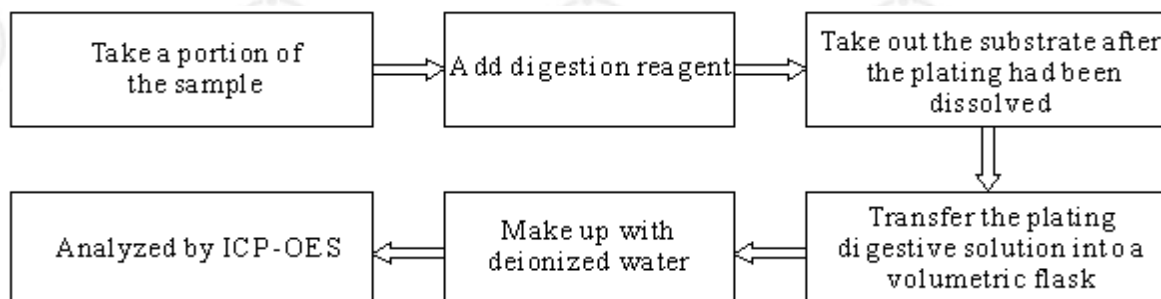 Take a portion of
the sample
Add digestion reagent
Take out the substrate after
the plating had been
dissolved
Transfer the plating
digestive solution into a
volumetric flask
Make up with
deionized water
Analyzed by ICP-OES